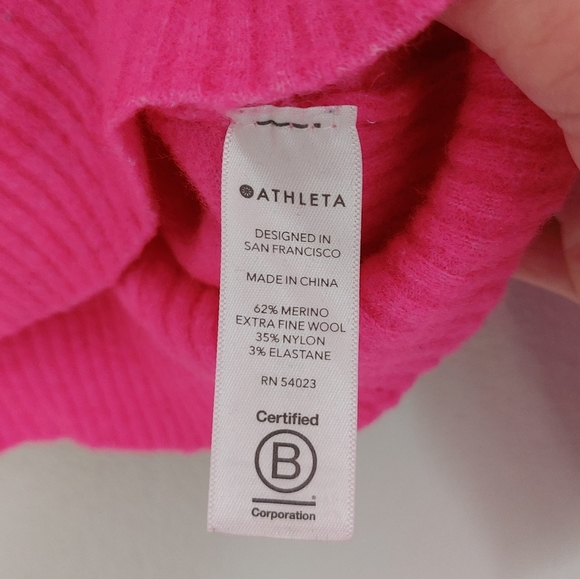 ATHLETA
DESIGNED IN
SAN FRANCISCO
MADE IN CHINA
62% MERINO
EXTRA FINE WOOL
35% NYLON
3% ELASTANE
RN 54023
Certified
B
®
Corporation